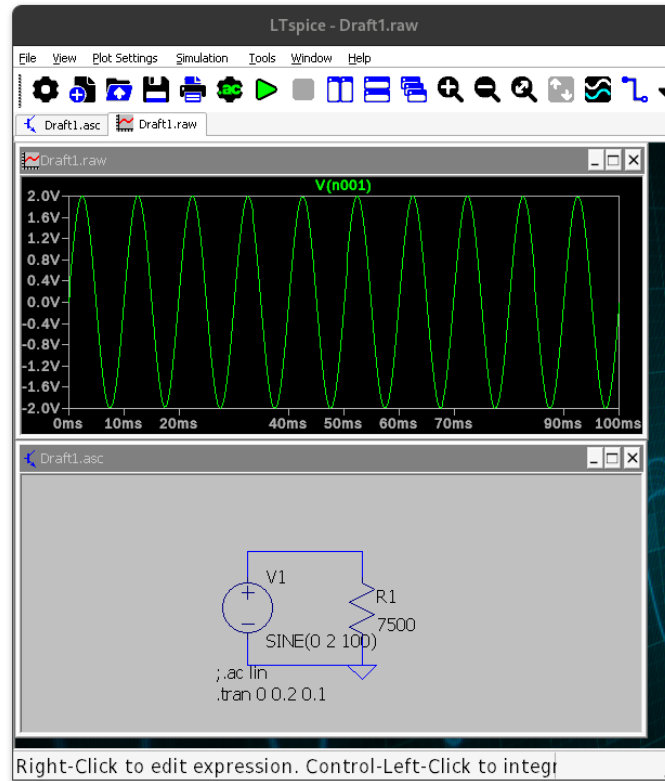 LTspice - Draft1.raw
File View Plot Settings Simulation Tools Window Help
ac
Draft1.asc Draft1.raw
Draft1.raw
V(n001)
2.0V
1.6V
1.2V
0.8V
0.4V
0.0V
-0.4V
-0.8V
-1.2V
-1.6V
-2.0V
0ms 10ms 20ms 40ms 50ms 60ms 70ms 90ms 100ms
Draft1.asc
V1
R1
7500
SINE(0 2 100)
;.ac lin
.tran 0 0.2 0.1
Right-Click to edit expression. Control-Left-Click to integr